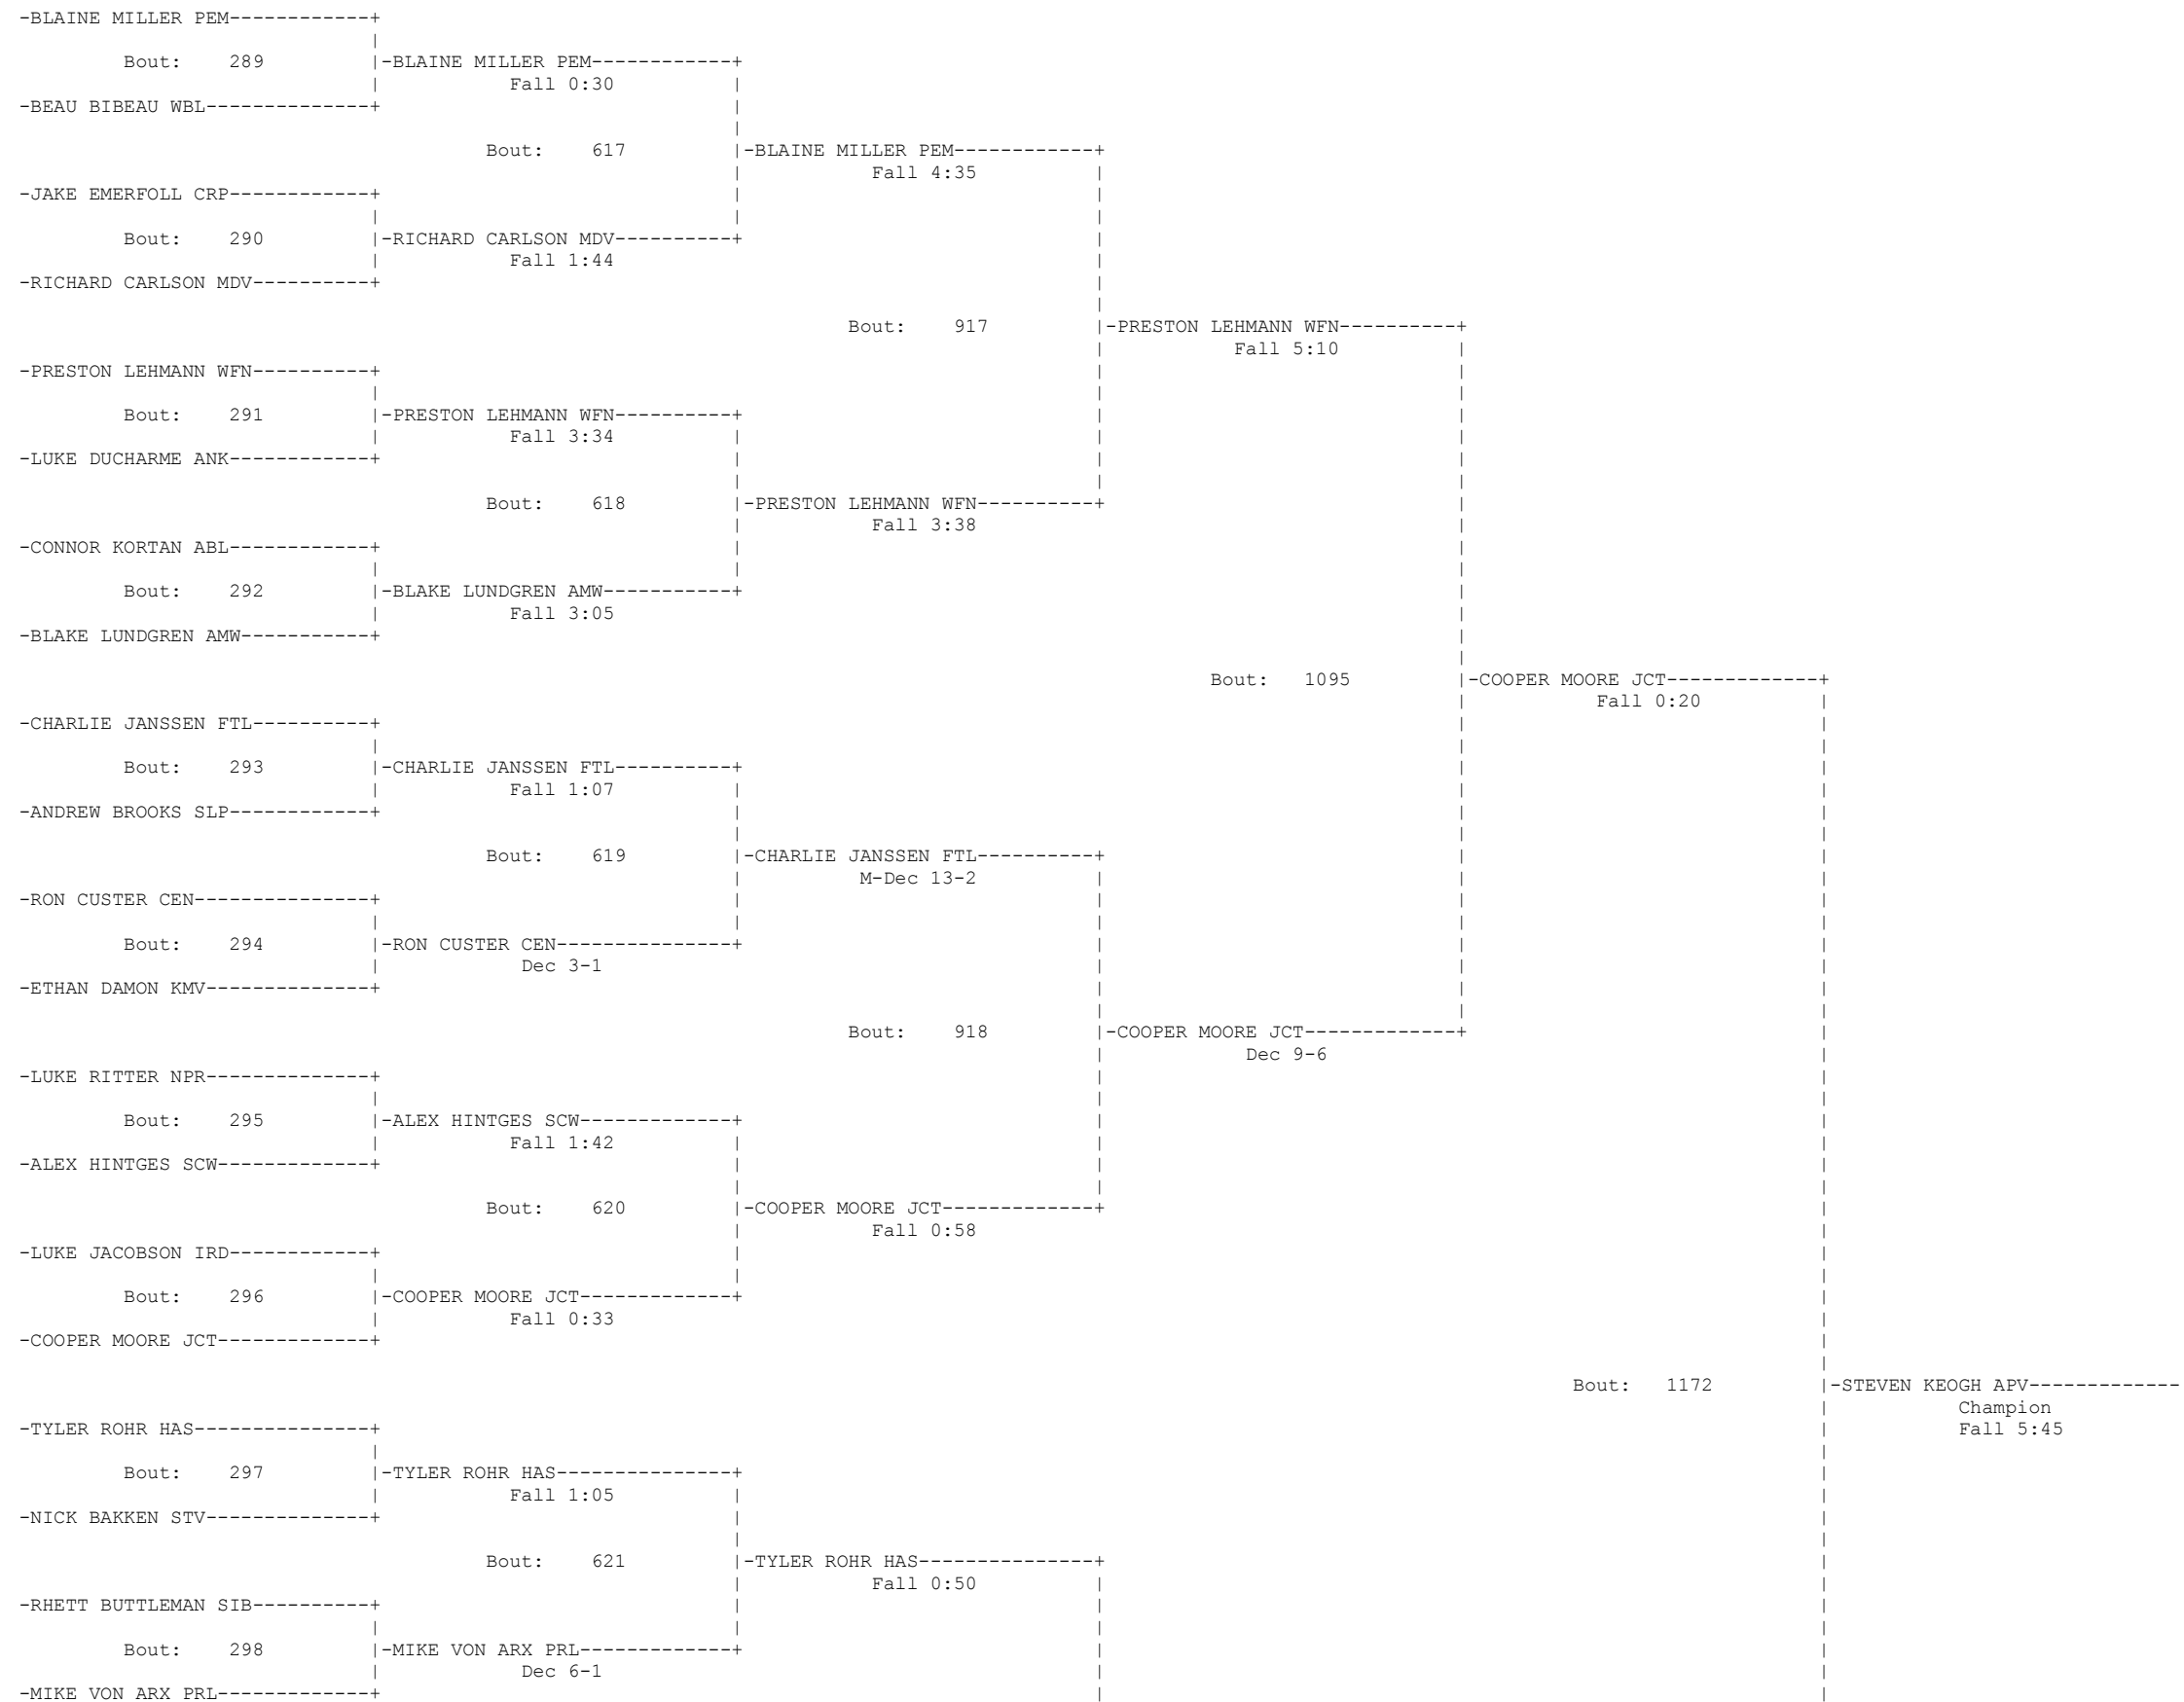 -BLAINE MILLER PEM------------+
|
Bout: 289 |-BLAINE MILLER PEM------------+
| Fall 0:30 |
-BEAU BIBEAU WBL--------------+ |
|
Bout: 617 |-BLAINE MILLER PEM------------+
| Fall 4:35 |
-JAKE EMERFOLL CRP------------+ | |
| | |
Bout: 290 |-RICHARD CARLSON MDV----------+ |
| Fall 1:44 |
-RICHARD CARLSON MDV----------+ |
|
Bout: 917 |-PRESTON LEHMANN WFN----------+
| Fall 5:10 |
-PRESTON LEHMANN WFN----------+ | |
| | |
Bout: 291 |-PRESTON LEHMANN WFN----------+ | |
| Fall 3:34 | | |
-LUKE DUCHARME ANK------------+ | | |
| | |
Bout: 618 |-PRESTON LEHMANN WFN----------+ |
| Fall 3:38 |
-CONNOR KORTAN ABL------------+ | |
| | |
Bout: 292 |-BLAKE LUNDGREN AMW-----------+ |
| Fall 3:05 |
-BLAKE LUNDGREN AMW-----------+ |
|
Bout: 1095 |-COOPER MOORE JCT-------------+
| Fall 0:20 |
-CHARLIE JANSSEN FTL----------+ | |
| | |
Bout: 293 |-CHARLIE JANSSEN FTL----------+ | |
| Fall 1:07 | | |
-ANDREW BROOKS SLP------------+ | | |
| | |
Bout: 619 |-CHARLIE JANSSEN FTL----------+ | |
| M-Dec 13-2 | | |
-RON CUSTER CEN---------------+ | | | |
| | | | |
Bout: 294 |-RON CUSTER CEN---------------+ | | |
| Dec 3-1 | | |
-ETHAN DAMON KMV--------------+ | | |
| | |
Bout: 918 |-COOPER MOORE JCT-------------+ |
| Dec 9-6 |
-LUKE RITTER NPR--------------+ | |
| | |
Bout: 295 |-ALEX HINTGES SCW-------------+ | |
| Fall 1:42 | | |
-ALEX HINTGES SCW-------------+ | | |
| | |
Bout: 620 |-COOPER MOORE JCT-------------+ |
| Fall 0:58 |
-LUKE JACOBSON IRD------------+ | |
| | |
Bout: 296 |-COOPER MOORE JCT-------------+ |
| Fall 0:33 |
-COOPER MOORE JCT-------------+ |
|
Bout: 1172 |-STEVEN KEOGH APV-------------
| Champion
-TYLER ROHR HAS---------------+ | Fall 5:45
| |
Bout: 297 |-TYLER ROHR HAS---------------+ |
| Fall 1:05 | |
-NICK BAKKEN STV--------------+ | |
| |
Bout: 621 |-TYLER ROHR HAS---------------+ |
| Fall 0:50 | |
-RHETT BUTTLEMAN SIB----------+ | | |
| | | |
Bout: 298 |-MIKE VON ARX PRL-------------+ | |
| Dec 6-1 | |
-MIKE VON ARX PRL-------------+ | |